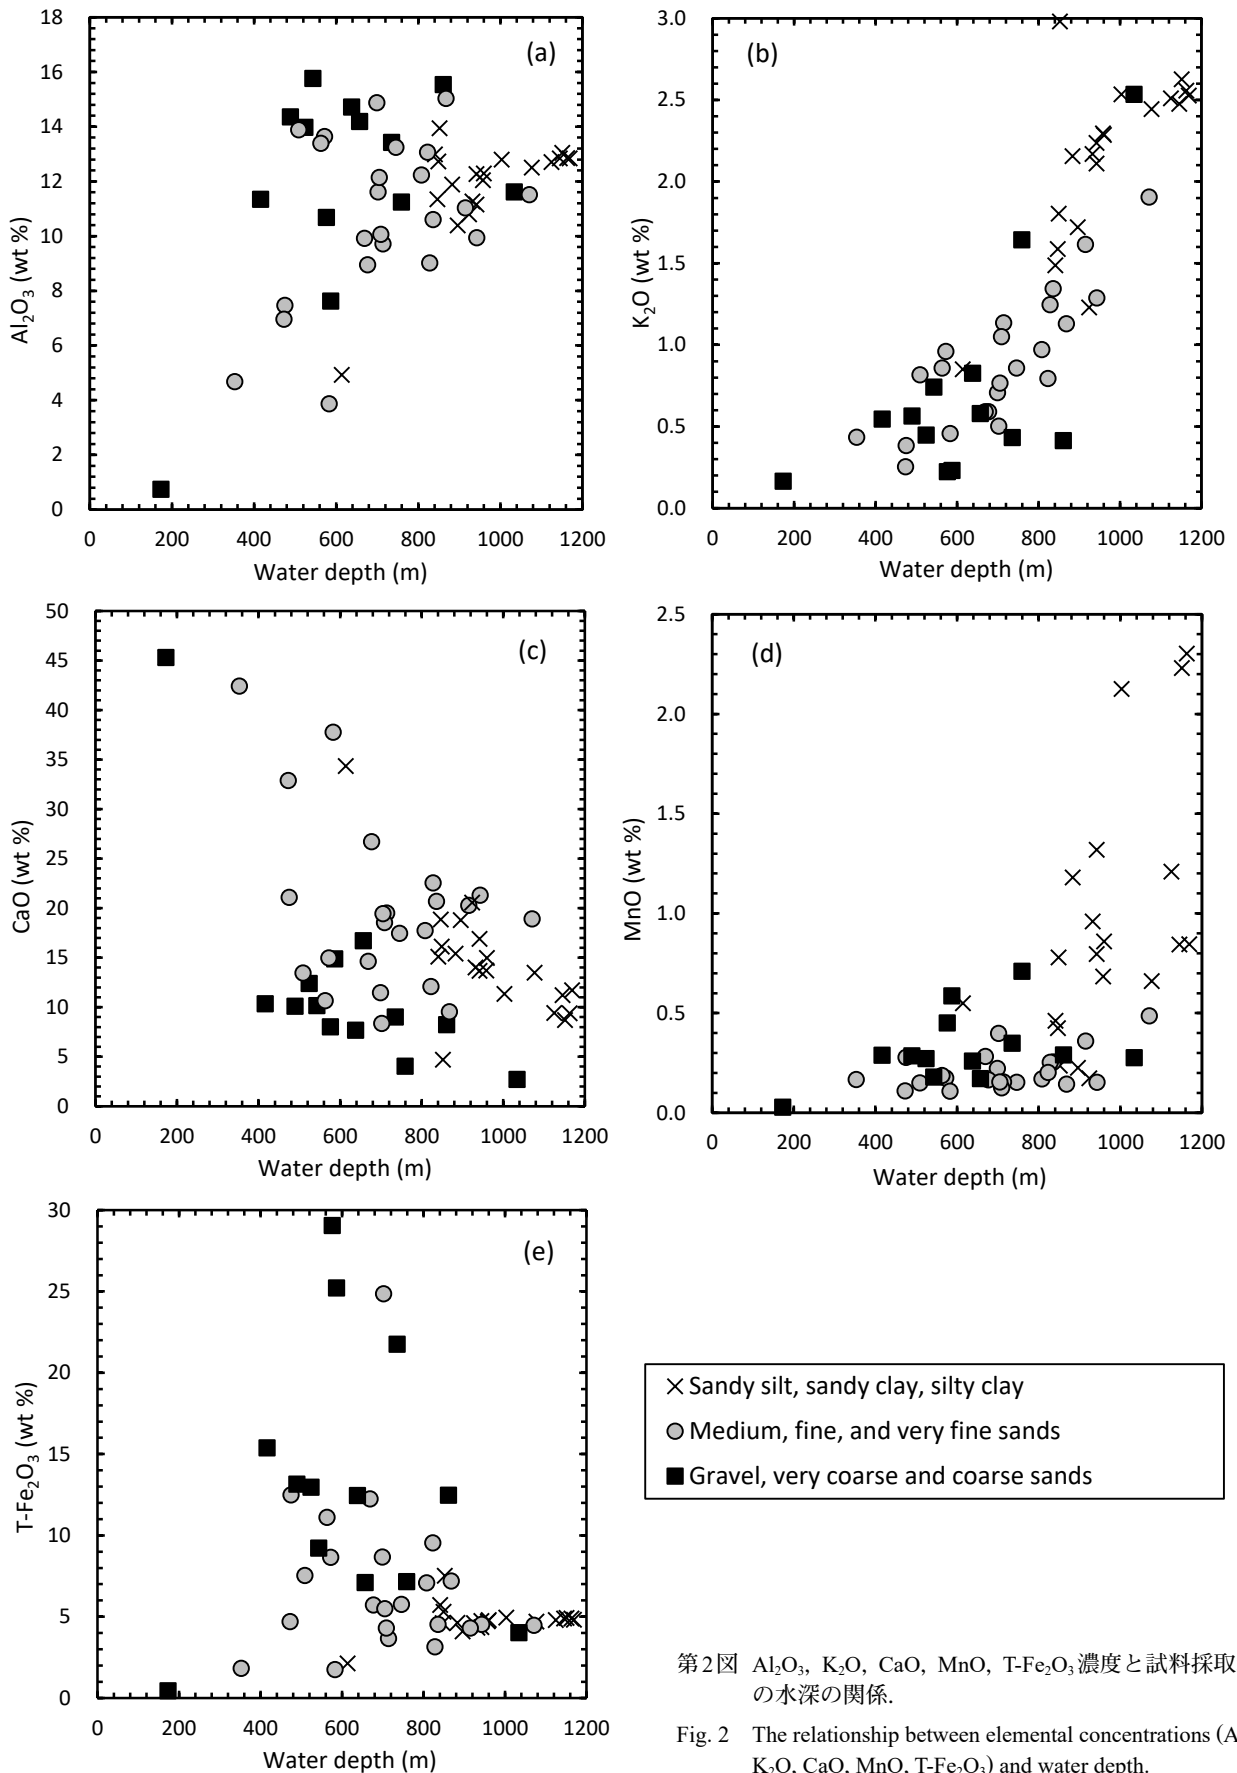 18
16
14
12
10
8
6
4
2
0
Al₂O₃ (wt %)
(a)
0 200 400 600 800 1000 1200
Water depth (m)
3.0
2.5
2.0
1.5
1.0
0.5
0.0
K₂O (wt %)
(b)
0 200 400 600 800 1000 1200
Water depth (m)
50
45
40
35
30
25
20
15
10
5
0
CaO (wt %)
(c)
0 200 400 600 800 1000 1200
Water depth (m)
2.5
2.0
1.5
1.0
0.5
0.0
MnO (wt %)
(d)
0 200 400 600 800 1000 1200
Water depth (m)
30
25
20
15
10
5
0
T-Fe₂O₃ (wt %)
(e)
0 200 400 600 800 1000 1200
Water depth (m)
Sandy silt, sandy clay, silty clay
Medium, fine, and very fine sands
Gravel, very coarse and coarse sands
第2図 Al₂O₃, K₂O, CaO, MnO, T-Fe₂O₃濃度と試料採取
の水深の関係.
Fig. 2 The relationship between elemental concentrations (A
K₂O, CaO, MnO, T-Fe₂O₃) and water depth.